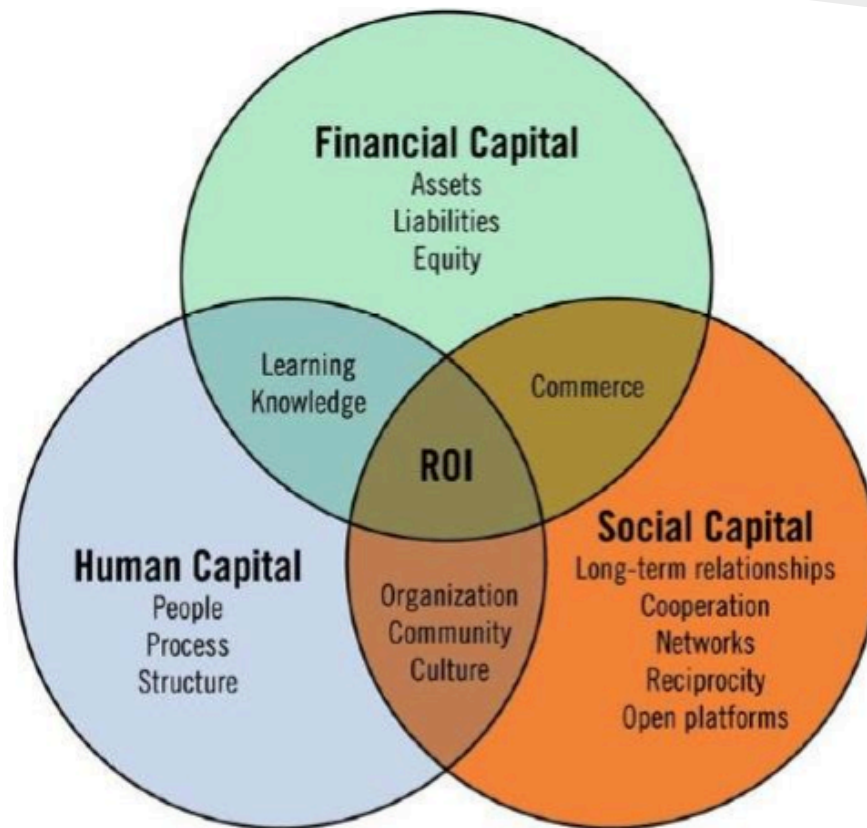 Financial Capital
Assets
Liabilities
Equity
Learning
Knowledge
Commerce
ROI
Human Capital
People
Process
Structure
Organization
Community
Culture
Social Capital
Long-term relationships
Cooperation
Networks
Reciprocity
Open platforms